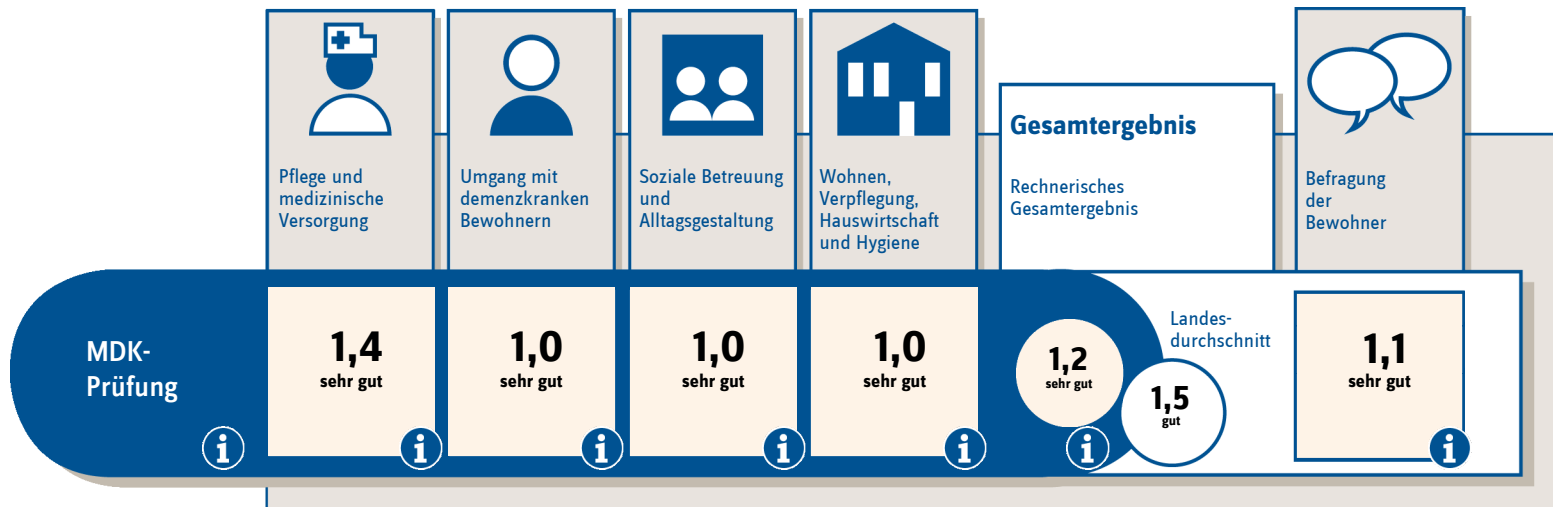 Pflege und
medizinische
Versorgung
Umgang mit
demenzkranken
Bewohnern
Soziale Betreuung
und
Alltagsgestaltung
Wohnen,
Verpflegung,
Hauswirtschaft
und Hygiene
Gesamtergebnis
Rechnerisches
Gesamtergebnis
Befragung
der
Bewohner
MDK-
Prüfung
i
1,4
sehr gut
i
1,0
sehr gut
i
1,0
sehr gut
i
1,0
sehr gut
i
1,2
sehr gut
i
Landes-
durchschnitt
1,5
gut
1,1
sehr gut
i